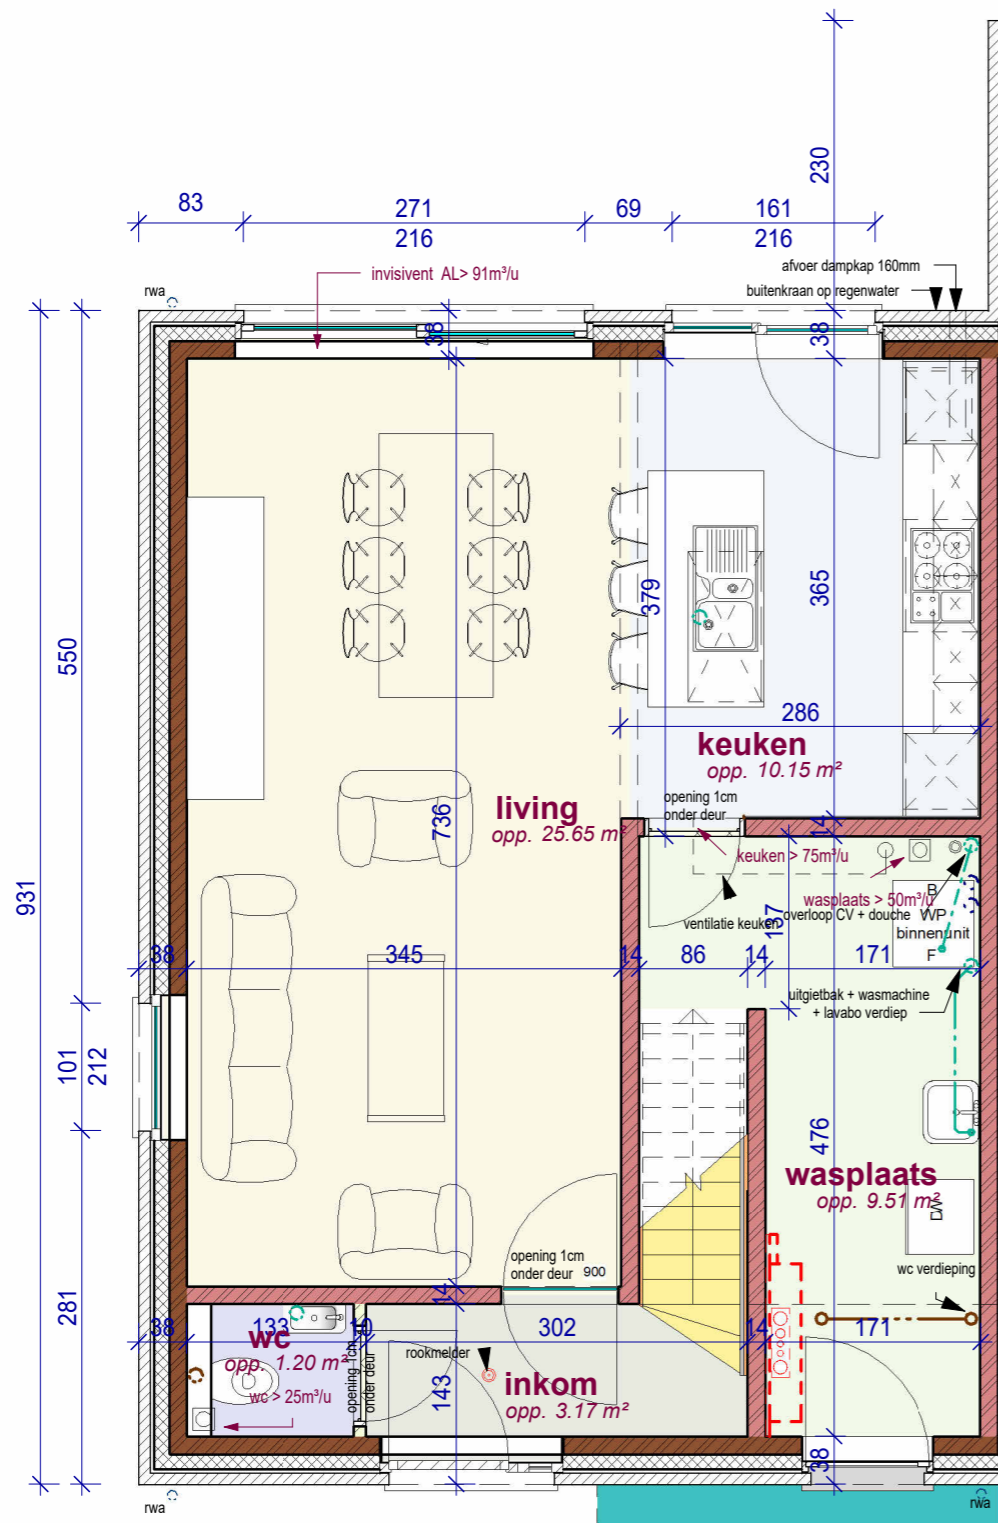 230
83
271
69
161
216
216
afvoer dampkap 160mm
invisivent AL> 91m³/u
buitenkraan op regenwater
rwa
38
38
550
379
365
286
keuken
opp. 10.15 m²
opening 1cm
onder deur
living
opp. 25.65 m²
736
14
keuken > 75m³/u
wasplaats > 50m³/u
B
ventilatie keuken
overloop CV + douche
WP
binnenunit
F
137
931
38
345
14
86
14
171
uitgietbak + wasmachine
+ lavabo verdiep
101
212
476
wasplaats
opp. 9.51 m²
DW
opening 1cm
onder deur
900
wc verdieping
281
14
38
133
10
302
14
171
wc
opp. 1.20 m²
wc > 25m³/u
opening 1cm
onder deur
rookmelder
143
inkom
opp. 3.17 m²
38
rwa
rwa